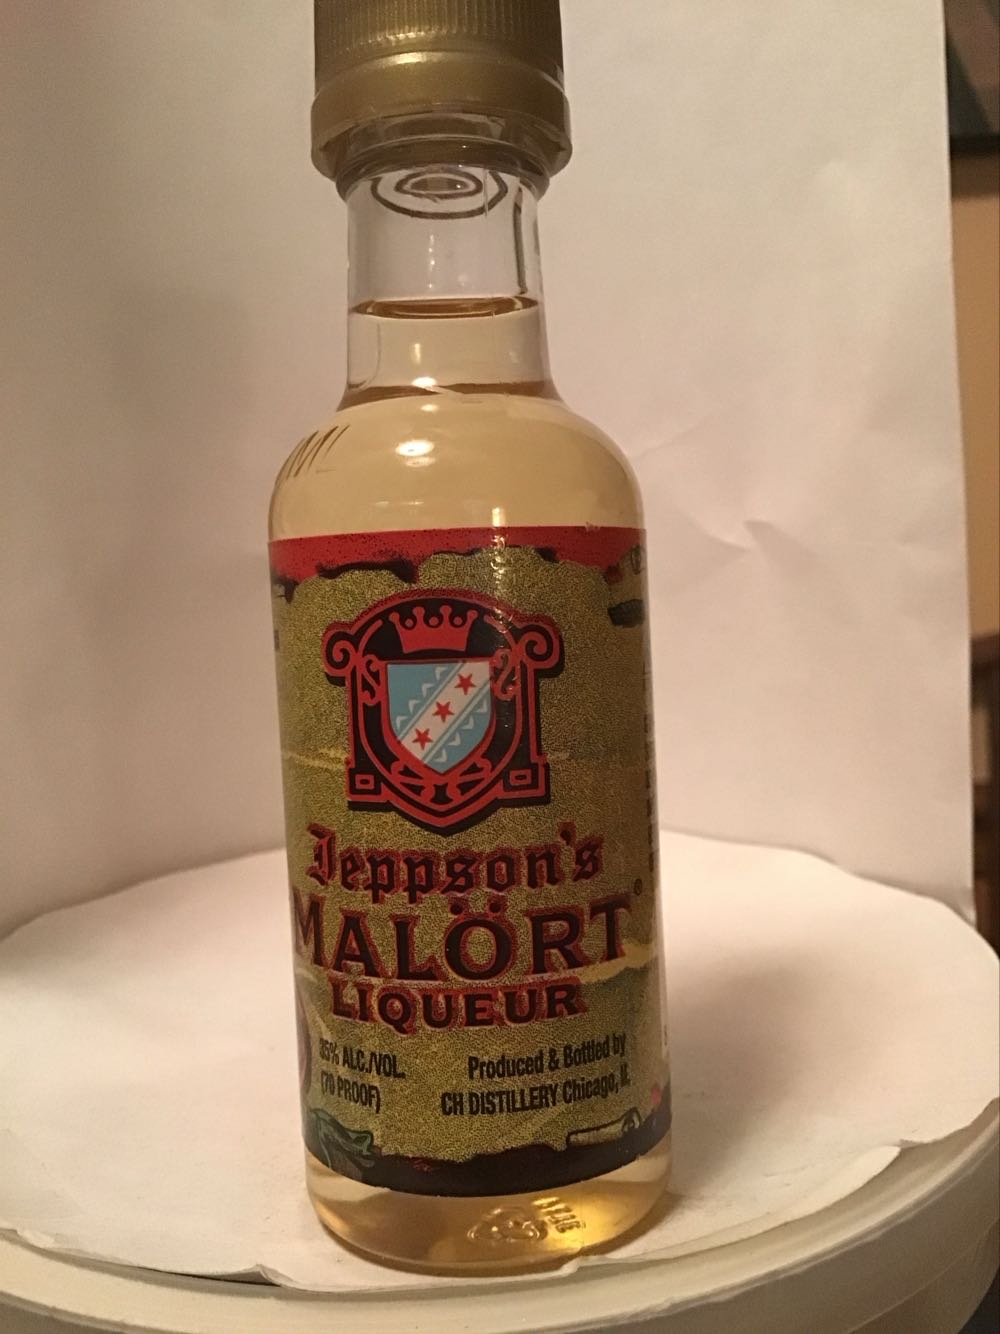 Jeppson's
MALÖRT®
LIQUEUR
35% ALC./VOL.
(70 PROOF)
Produced & Bottled by
CH DISTILLERY Chicago, IL